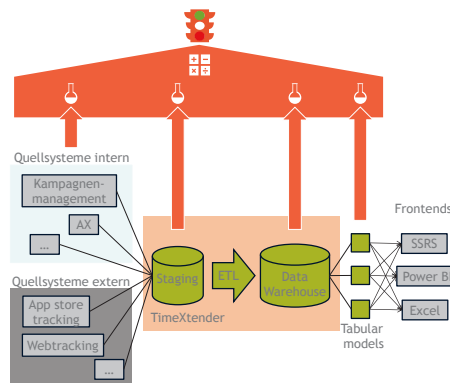 + −
× ÷
Quellsysteme intern
Kampagnen-
management
AX
...
Quellsysteme extern
App store
tracking
Webtracking
...
Staging
ETL
Data
Warehouse
TimeXtender
Tabular
models
Frontends
SSRS
Power B
Excel